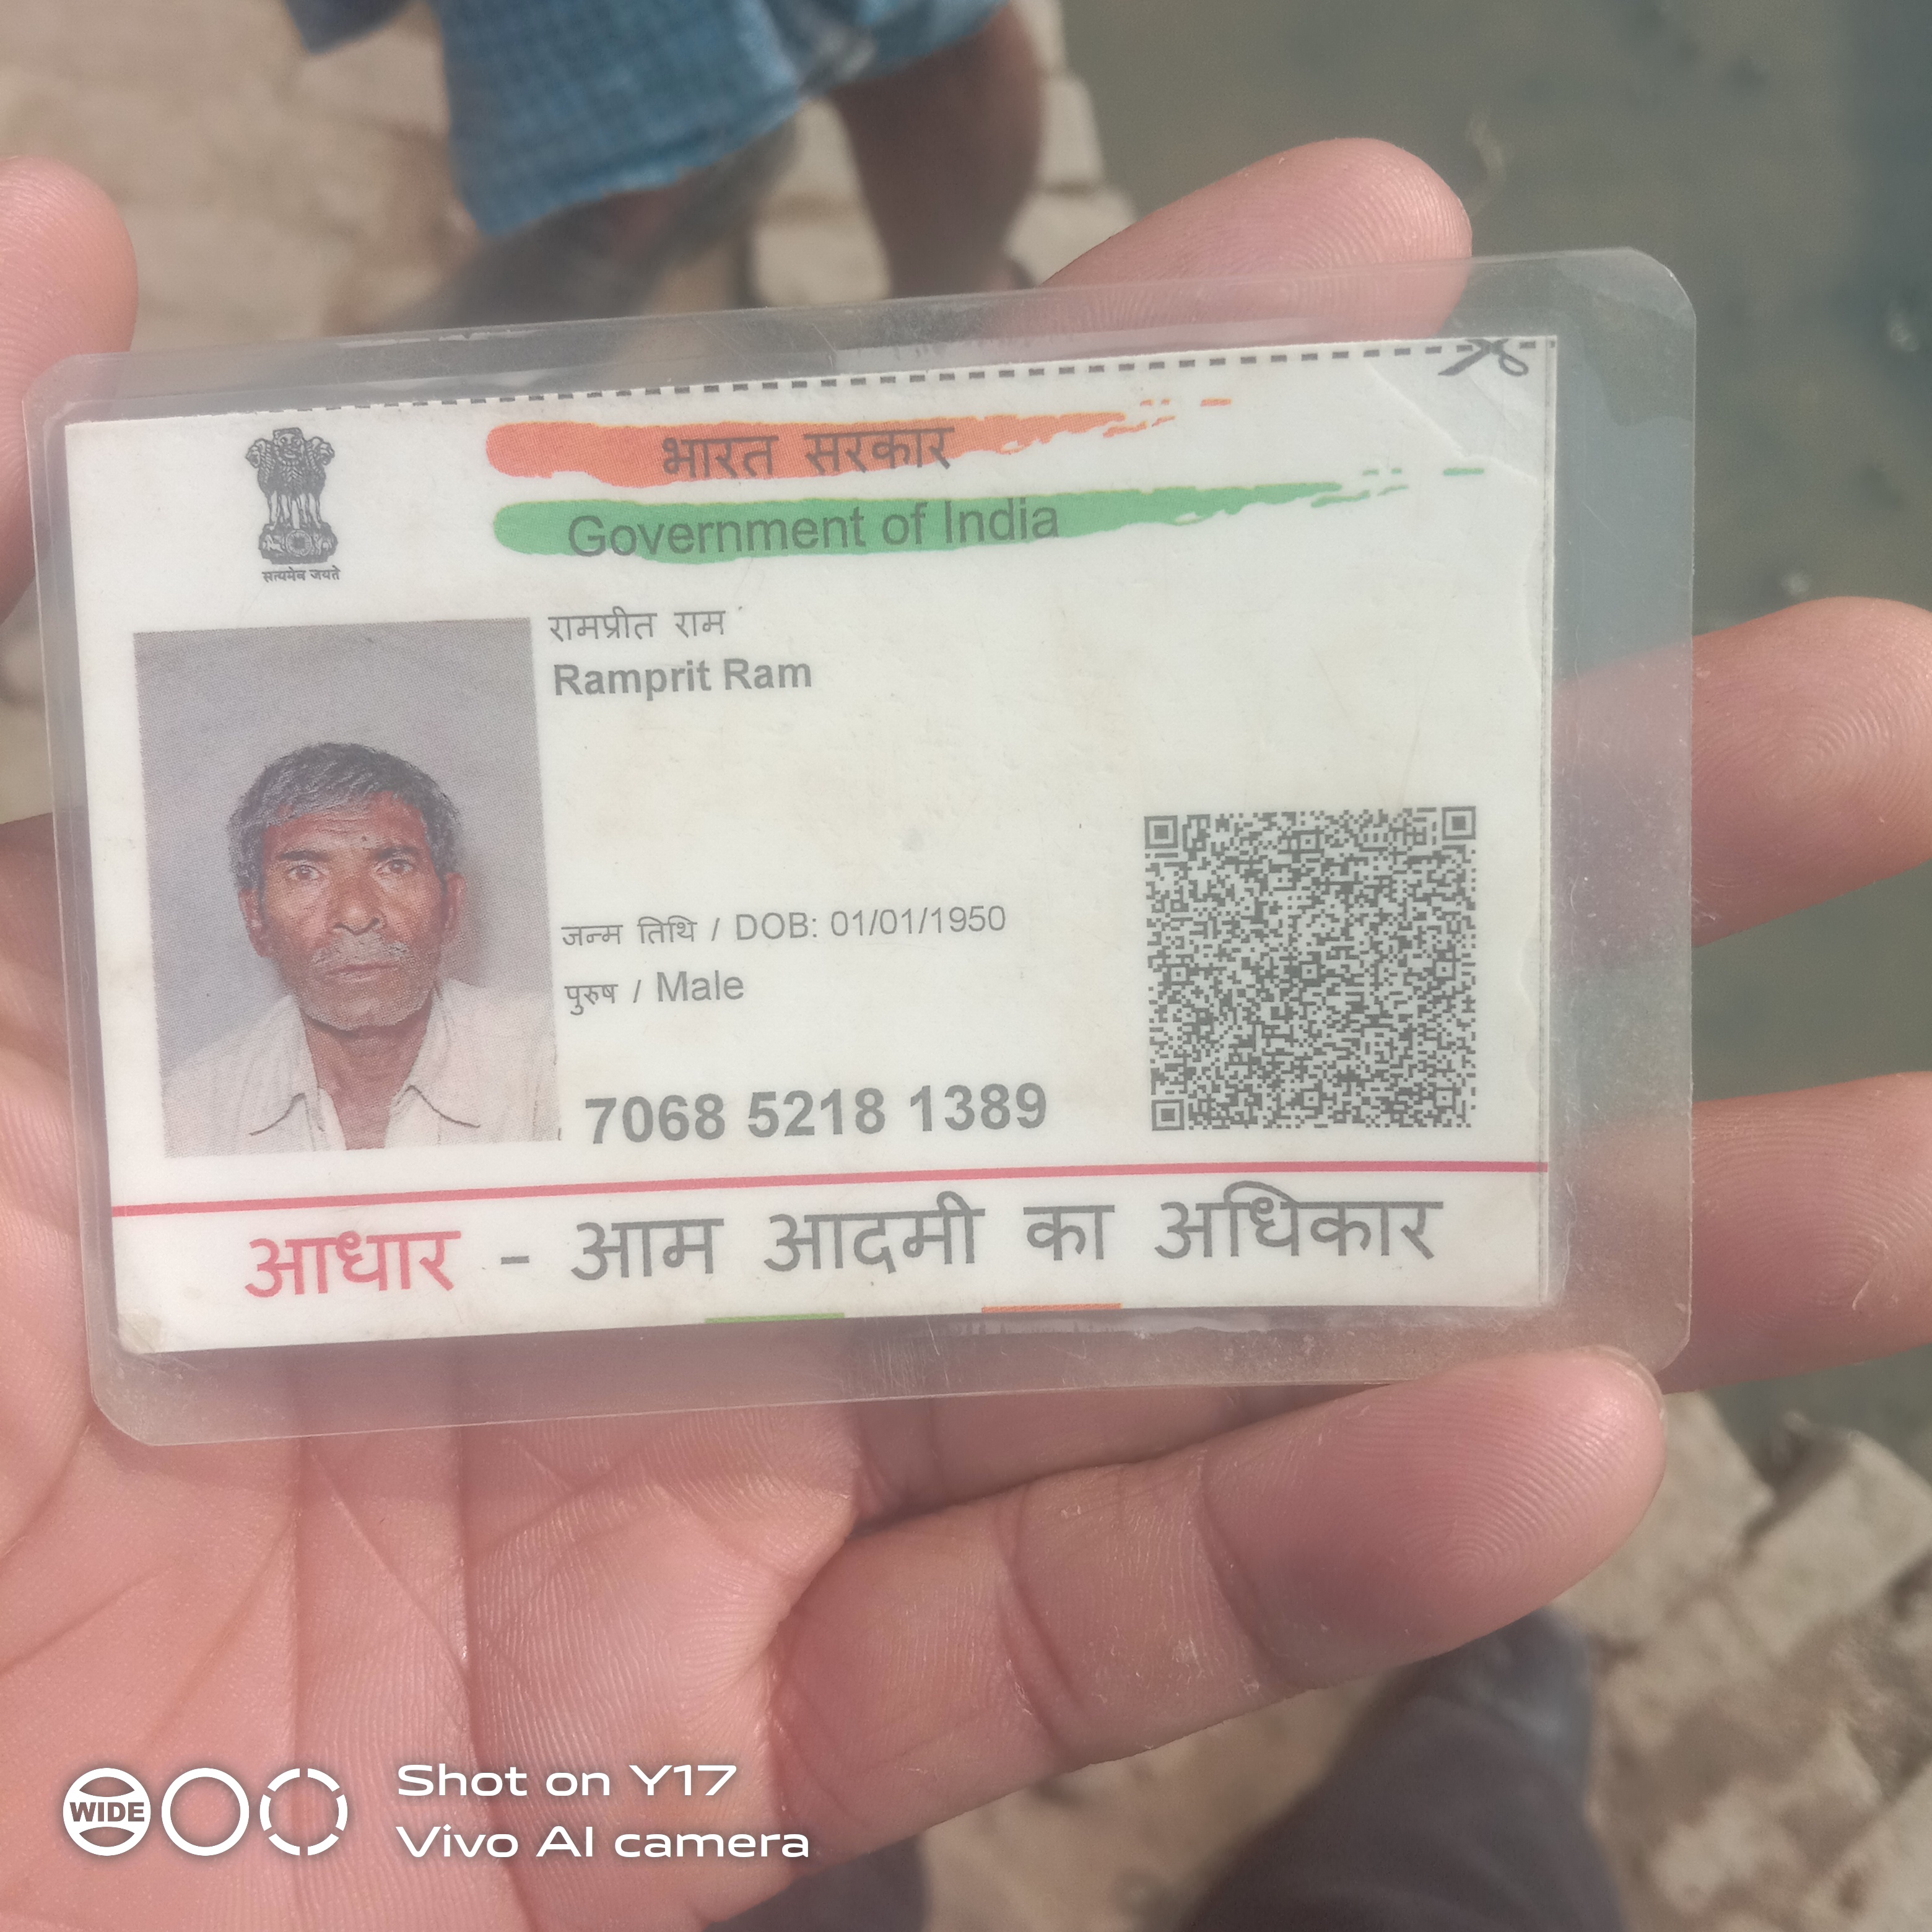 भारत सरकार
Government of India
सत्यमेव जयते
रामप्रीत राम
Ramprit Ram
जन्म तिथि / DOB: 01/01/1950
पुरुष / Male
7068 5218 1389
आधार - आम आदमी का अधिकार
WIDE
Shot on Y17
Vivo AI camera